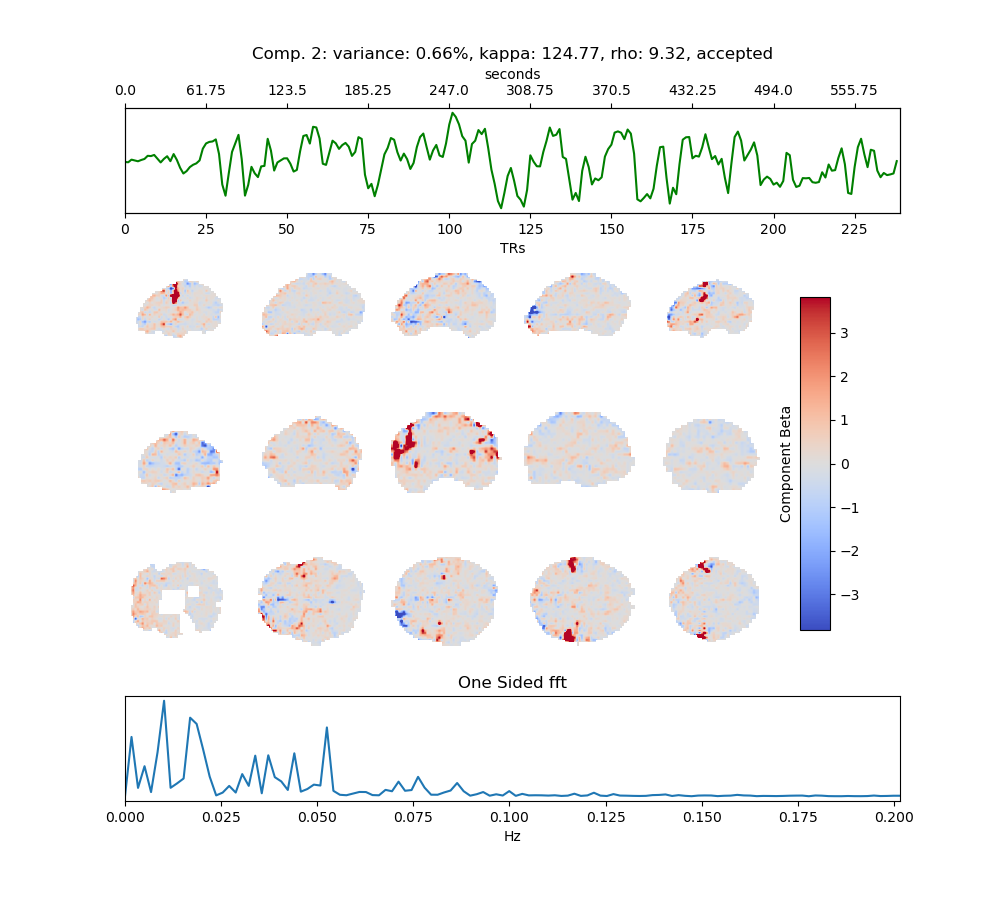 Comp. 2: variance: 0.66%, kappa: 124.77, rho: 9.32, accepted
seconds
0.0 61.75 123.5 185.25 247.0 308.75 370.5 432.25 494.0 555.75
0 25 50 75 100 125 150 175 200 225
TRs
3
2
1
0
−1
−2
−3
Component Beta
One Sided fft
0.000 0.025 0.050 0.075 0.100 0.125 0.150 0.175 0.200
Hz